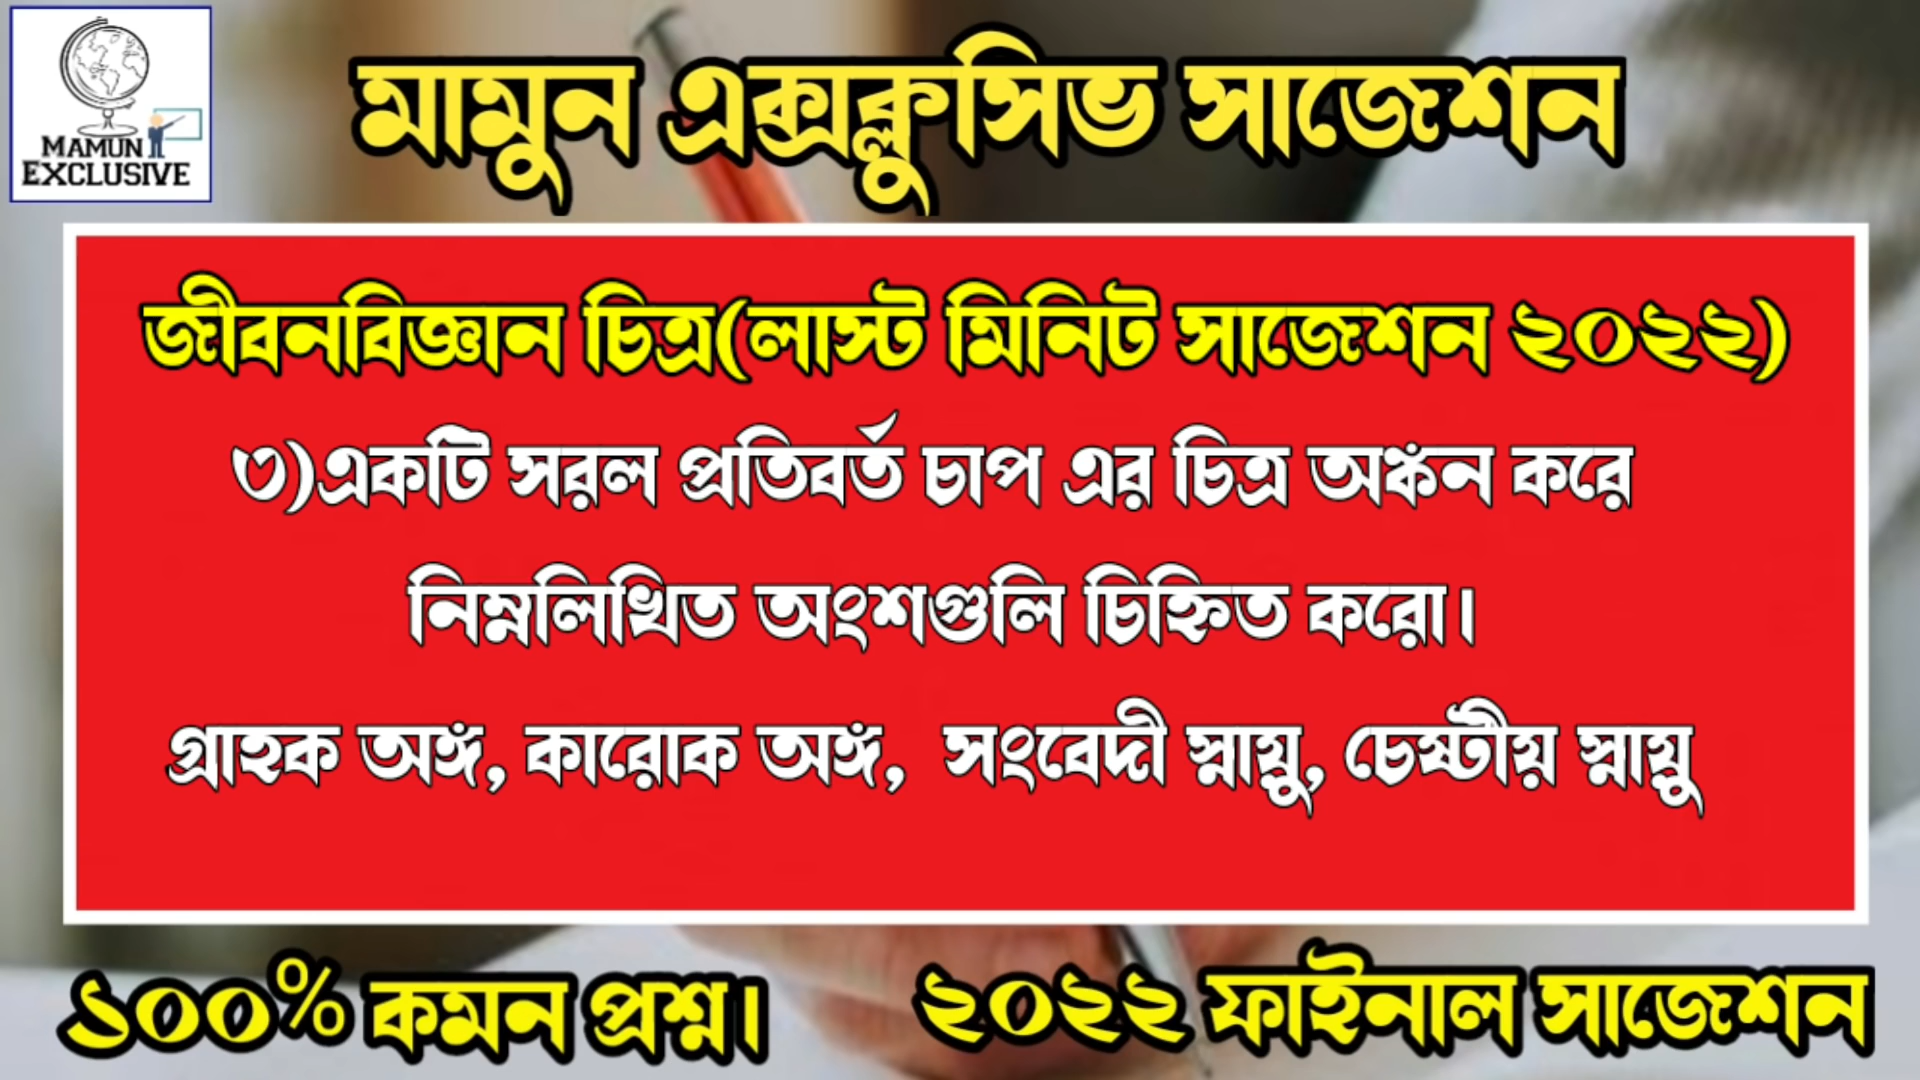 MAMUN
EXCLUSIVE
মামুন এক্সক্লুসিভ সাজেশন
জীবনবিজ্ঞান চিত্র(লাস্ট মিনিট সাজেশন ২০২২)
৩)একটি সরল প্রতিবর্ত চাপ এর চিত্র অঙ্কন করে
নিম্নলিখিত অংশগুলি চিহ্নিত করো।
গ্রাহক অঙ্গ, কারোক অঙ্গ, সংবেদী স্নায়ু, চেষ্টীয় স্নায়ু
১০০% কমন প্রশ্ন।
২০২২ ফাইনাল সাজেশন